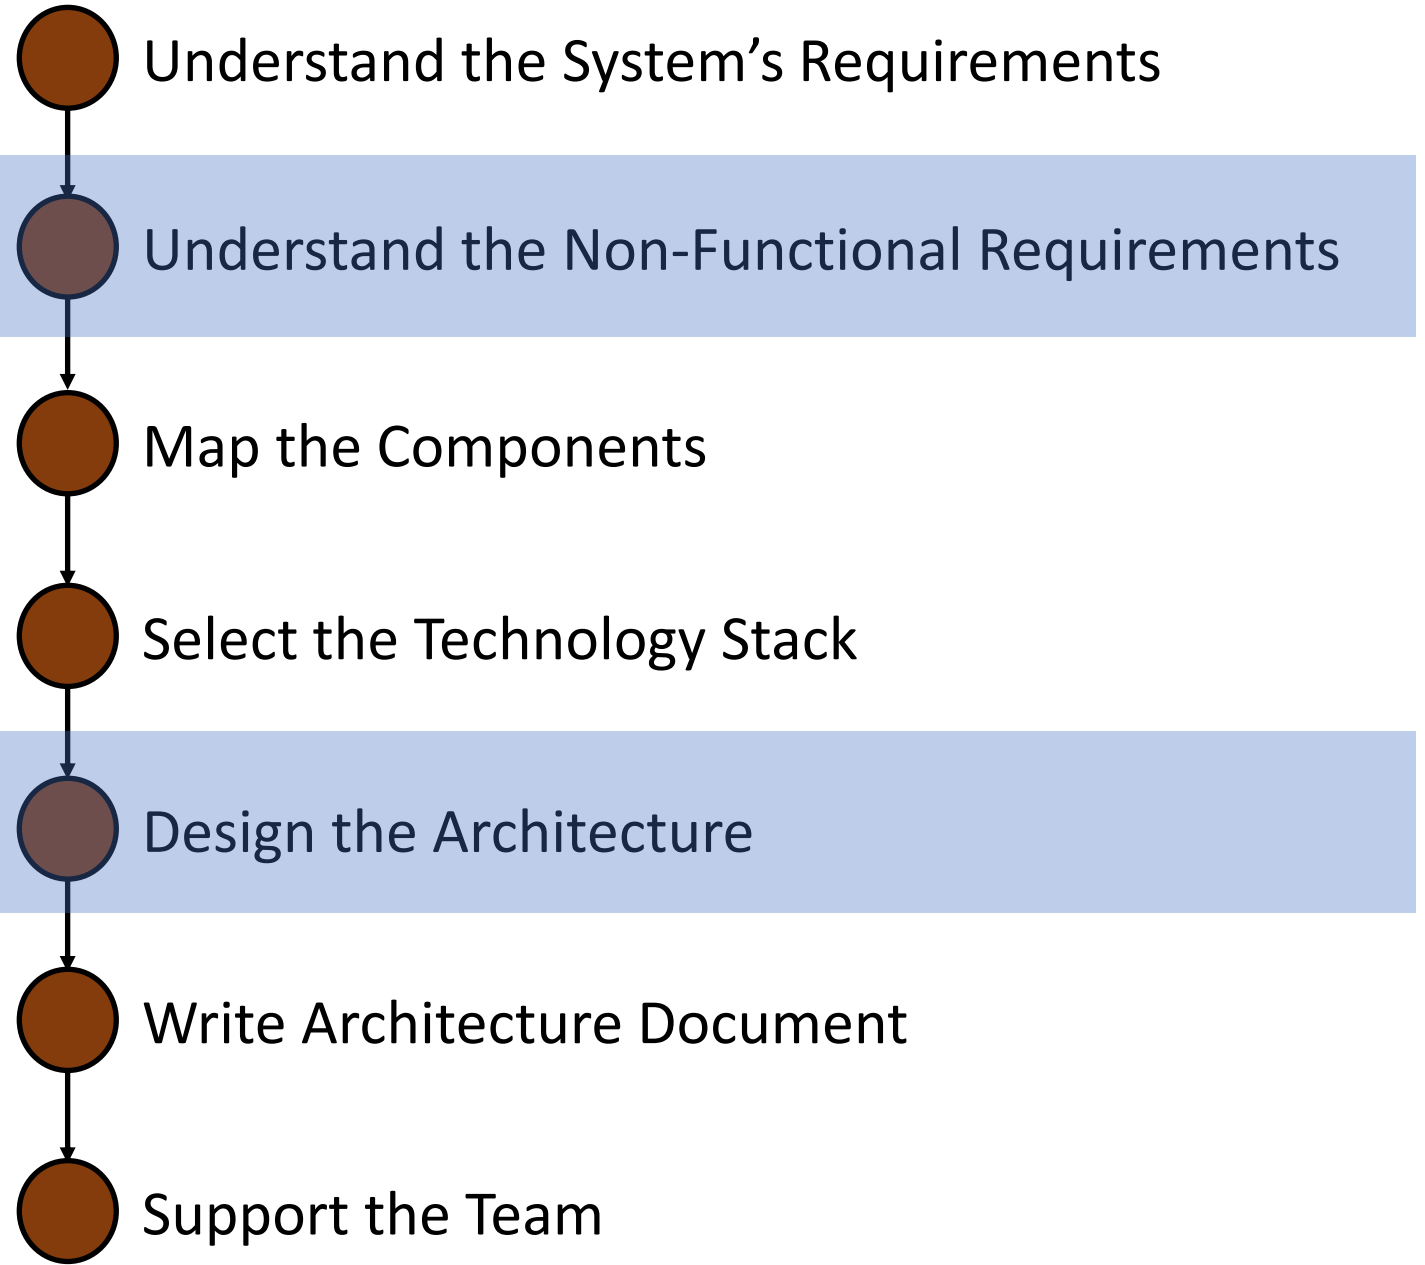 Understand the System’s Requirements
Understand the Non-Functional Requirements
Map the Components
Select the Technology Stack
Design the Architecture
Write Architecture Document
Support the Team